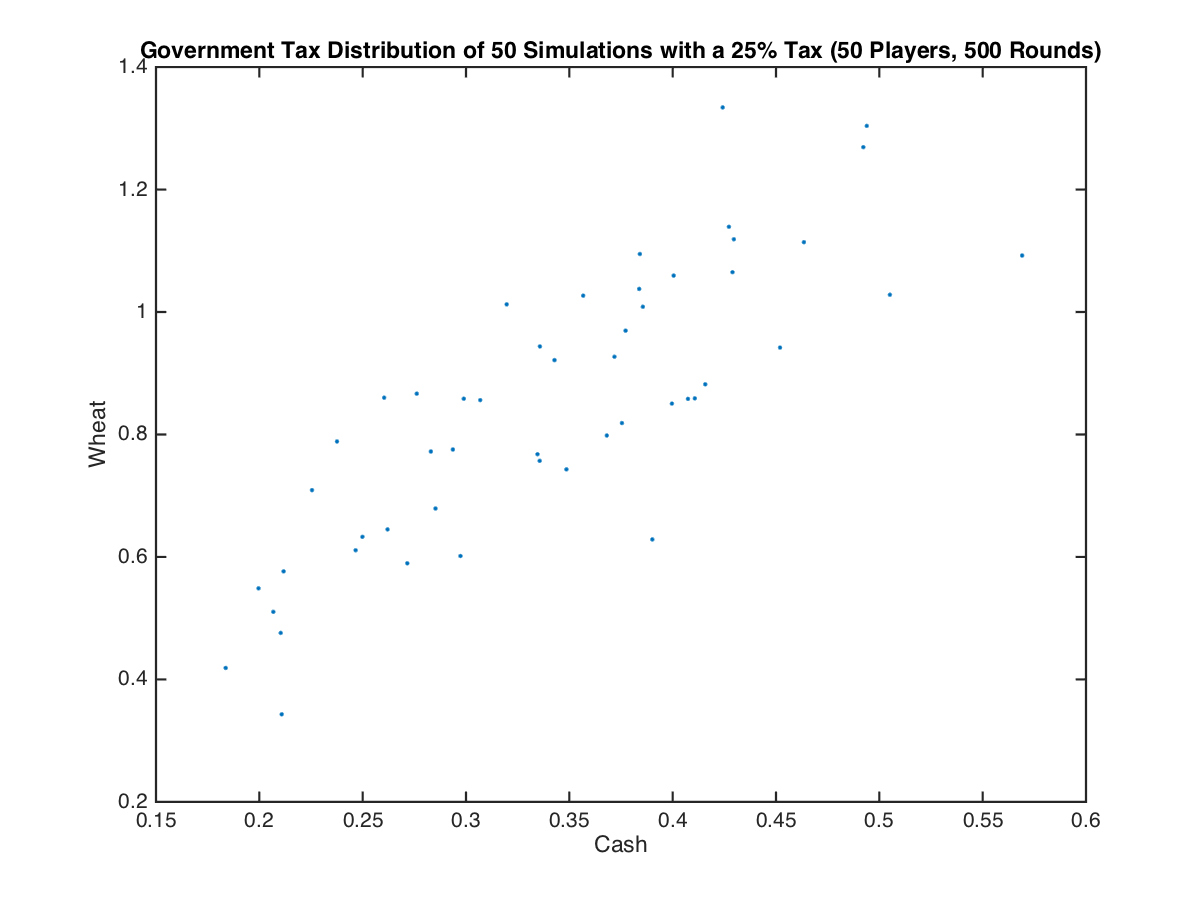 Government Tax Distribution of 50 Simulations with a 25% Tax (50 Players, 500 Rounds)
1.4
1.2
1
0.8
0.6
0.4
0.2
Wheat
0.15 0.2 0.25 0.3 0.35 0.4 0.45 0.5 0.55 0.6
Cash